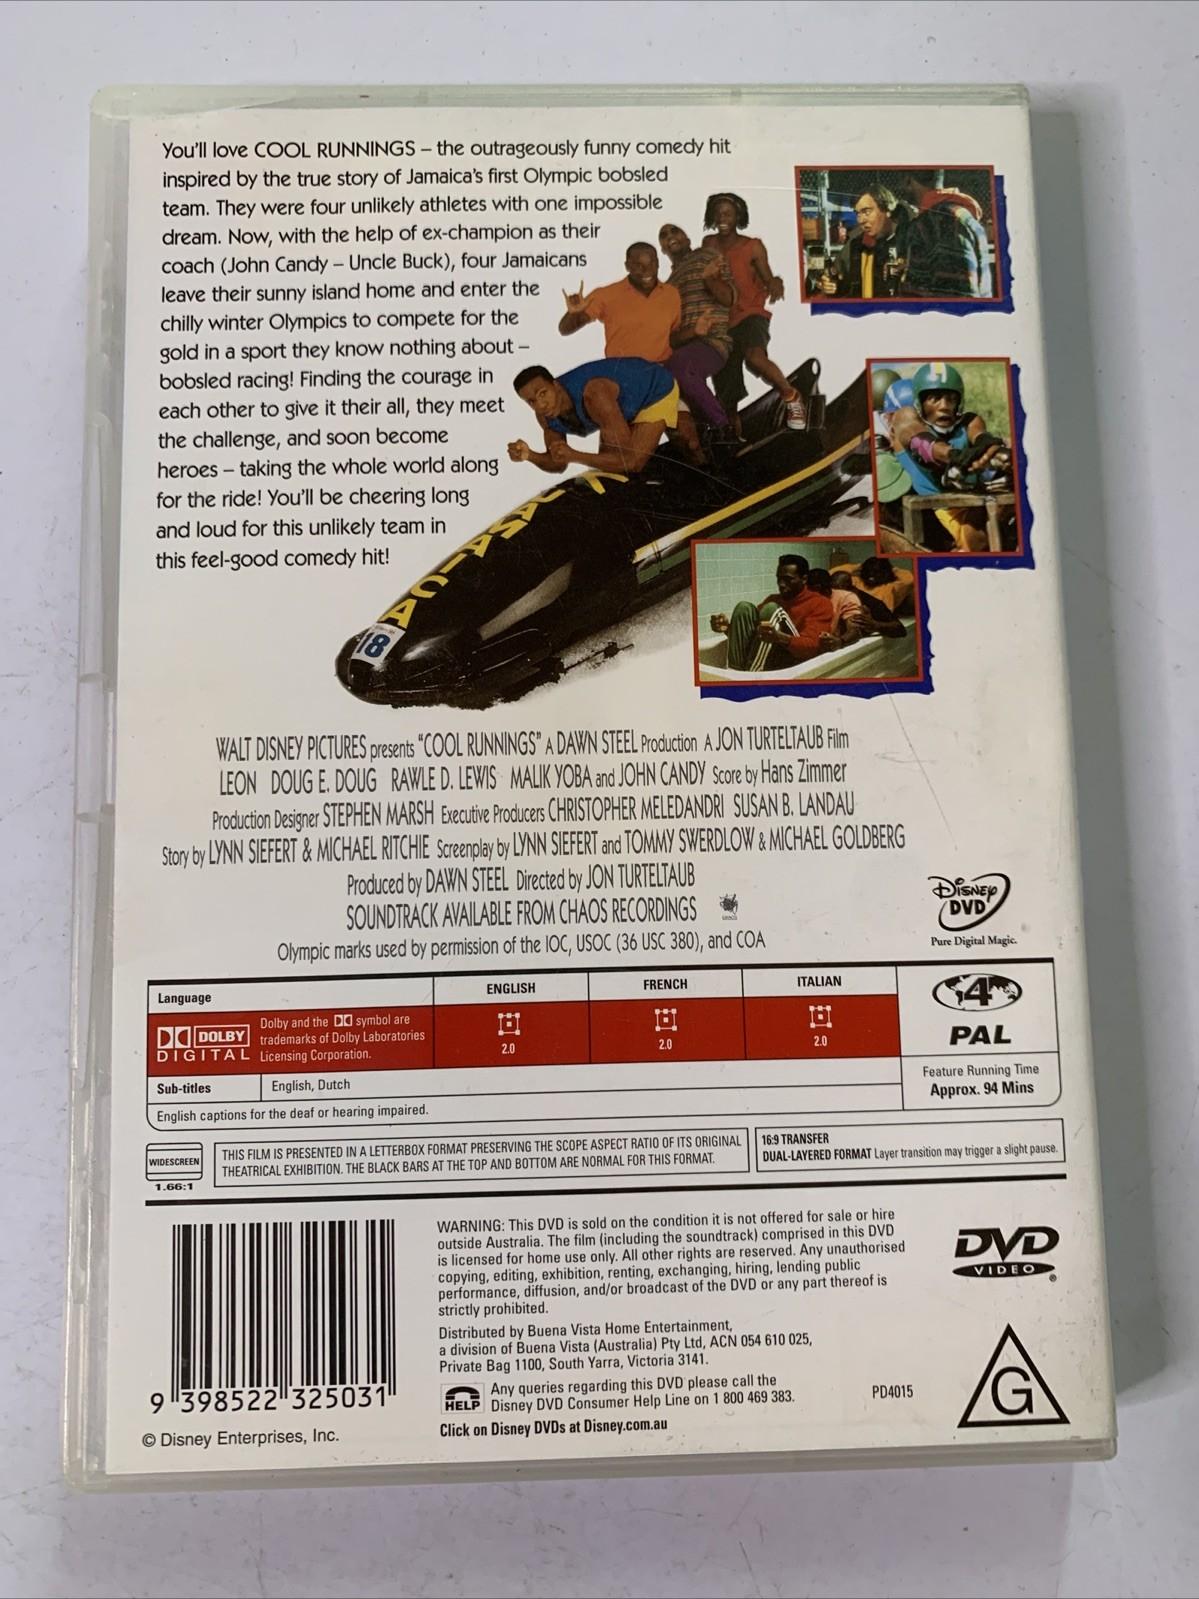 You'll love COOL RUNNINGS – the outrageously funny comedy hit
inspired by the true story of Jamaica's first Olympic bobsled
team. They were four unlikely athletes with one impossible
dream. Now, with the help of ex-champion as their
coach (John Candy – Uncle Buck), four Jamaicans
leave their sunny island home and enter the
chilly winter Olympics to compete for the
gold in a sport they know nothing about –
bobsled racing! Finding the courage in
each other to give it their all, they meet
the challenge, and soon become
heroes – taking the whole world along
for the ride! You'll be cheering long
and loud for this unlikely team in
this feel-good comedy hit!
JAMAICA
18
WALT DISNEY PICTURES presents "COOL RUNNINGS" A DAWN STEEL Production A JON TURTELTAUB Film
LEON DOUG E. DOUG RAWLE D. LEWIS MALIK YOBA and JOHN CANDY Score by Hans Zimmer
Production Designer STEPHEN MARSH Executive Producers CHRISTOPHER MELEDANDRI SUSAN B. LANDAU
Story by LYNN SIEFERT & MICHAEL RITCHIE Screenplay by LYNN SIEFERT and TOMMY SWERDLOW & MICHAEL GOLDBERG
Produced by DAWN STEEL Directed by JON TURTELTAUB
SOUNDTRACK AVAILABLE FROM CHAOS RECORDINGS
Olympic marks used by permission of the IOC, USOC (36 USC 380), and COA
Disney
DVD
Pure Digital Magic.
Language ENGLISH FRENCH ITALIAN
DOLBY
DIGITAL
Dolby and the DD symbol are
trademarks of Dolby Laboratories
Licensing Corporation.
2.0 2.0 2.0
Sub-titles English, Dutch
English captions for the deaf or hearing impaired.
4
PAL
Feature Running Time
Approx. 94 Mins
WIDESCREEN
1.66:1
THIS FILM IS PRESENTED IN A LETTERBOX FORMAT PRESERVING THE SCOPE ASPECT RATIO OF ITS ORIGINAL
THEATRICAL EXHIBITION. THE BLACK BARS AT THE TOP AND BOTTOM ARE NORMAL FOR THIS FORMAT.
16:9 TRANSFER
DUAL-LAYERED FORMAT Layer transition may trigger a slight pause.
WARNING: This DVD is sold on the condition it is not offered for sale or hire
outside Australia. The film (including the soundtrack) comprised in this DVD
is licensed for home use only. All other rights are reserved. Any unauthorised
copying, editing, exhibition, renting, exchanging, hiring, lending public
performance, diffusion, and/or broadcast of the DVD or any part thereof is
strictly prohibited.
Distributed by Buena Vista Home Entertainment,
a division of Buena Vista (Australia) Pty Ltd, ACN 054 610 025,
Private Bag 1100, South Yarra, Victoria 3141.
HELP
Any queries regarding this DVD please call the
Disney DVD Consumer Help Line on 1 800 469 383.
Click on Disney DVDs at Disney.com.au
PD4015
DVD
VIDEO
®
G
9 398522 325031
© Disney Enterprises, Inc.